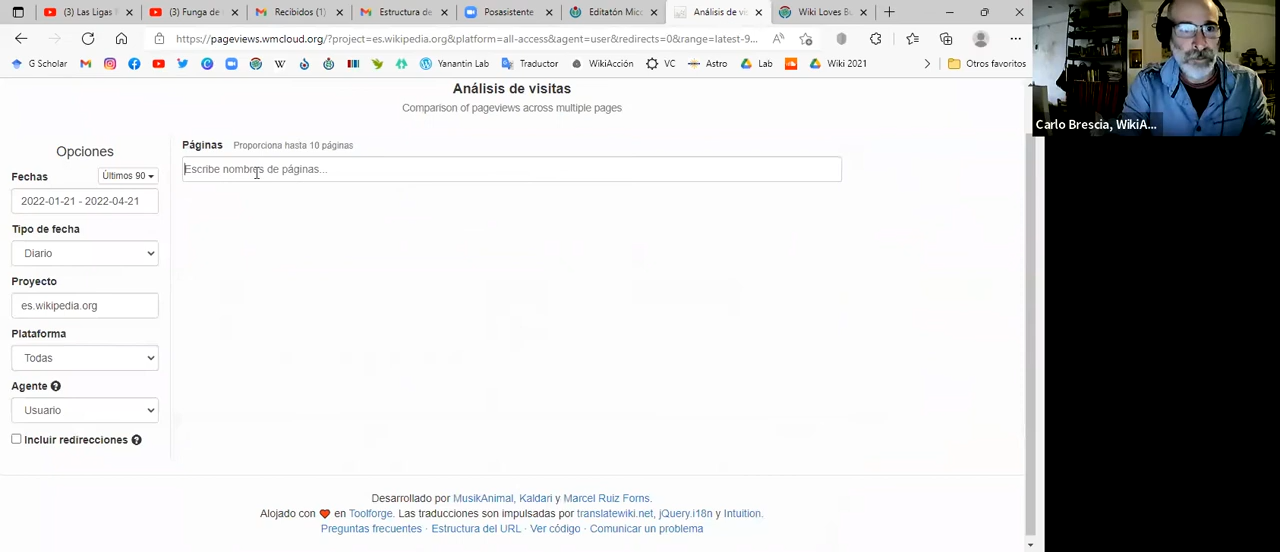 (3) Las Ligas
(3) Funga de
Recibidos (1)
Estructura de
Posasistente
Editatón Mico
Análisis de vi
Wiki Loves B
https://pageviews.wmcloud.org/?project=es.wikipedia.org&platform=all-access&agent=user&redirects=0&range=latest-9...
G Scholar
Yanantin Lab
Traductor
WikiAcción
VC
Astro
Lab
Wiki 2021
Otros favoritos
Carlo Brescia, WikiA...
Análisis de visitas
Comparison of pageviews across multiple pages
Opciones
Fechas Últimos 90
2022-01-21 - 2022-04-21
Tipo de fecha
Diario
Proyecto
es.wikipedia.org
Plataforma
Todas
Agente
Usuario
Incluir redirecciones
Páginas Proporciona hasta 10 páginas
Escribe nombres de páginas...
Desarrollado por MusikAnimal, Kaldari y Marcel Ruiz Forns.
Alojado con ❤ en Toolforge. Las traducciones son impulsadas por translatewiki.net, jQuery.i18n y Intuition.
Preguntas frecuentes · Estructura del URL · Ver código · Comunicar un problema